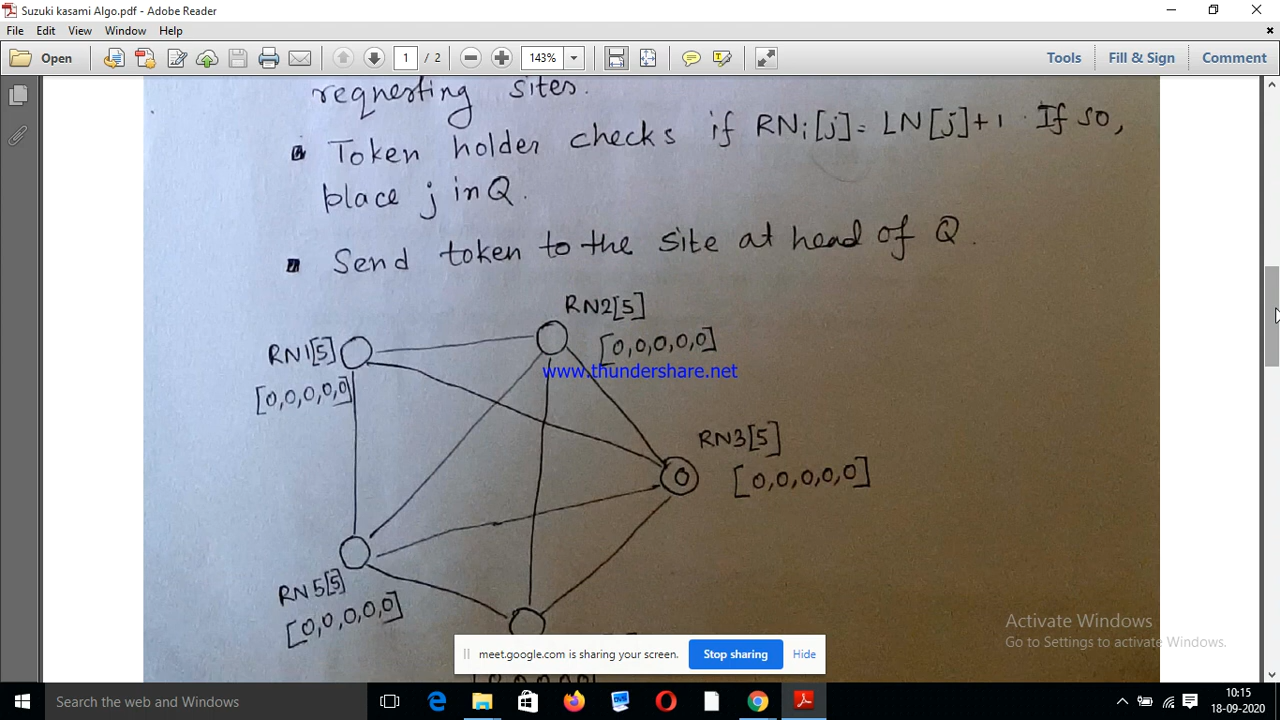 Suzuki kasami Algo.pdf - Adobe Reader
File Edit View Window Help
Open 1 / 2 143% Tools Fill & Sign Comment
requesting sites.
Token holder checks if RNi[j] = LN[j]+1. If so,
place j in Q.
Send token to the site at head of Q.
RN2[5]
[0,0,0,0,0]
RN1[5]
[0,0,0,0,0]
www.thundershare.net
RN3[5]
[0,0,0,0,0]
RN5[5]
[0,0,0,0,0]
Activate Windows
Go to Settings to activate Windows.
meet.google.com is sharing your screen. Stop sharing Hide
Search the web and Windows
10:15
18-09-2020